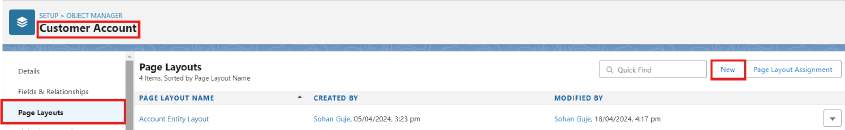 SETUP > OBJECT MANAGER
Customer Account
Details
Fields & Relationships
Page Layouts
Page Layouts
4 Items, Sorted by Page Layout Name
Quick Find
New
Page Layout Assignment
PAGE LAYOUT NAME CREATED BY MODIFIED BY
Account Entity Layout Sohan Guje, 05/04/2024, 3:23 pm Sohan Guje, 18/04/2024, 4:17 pm